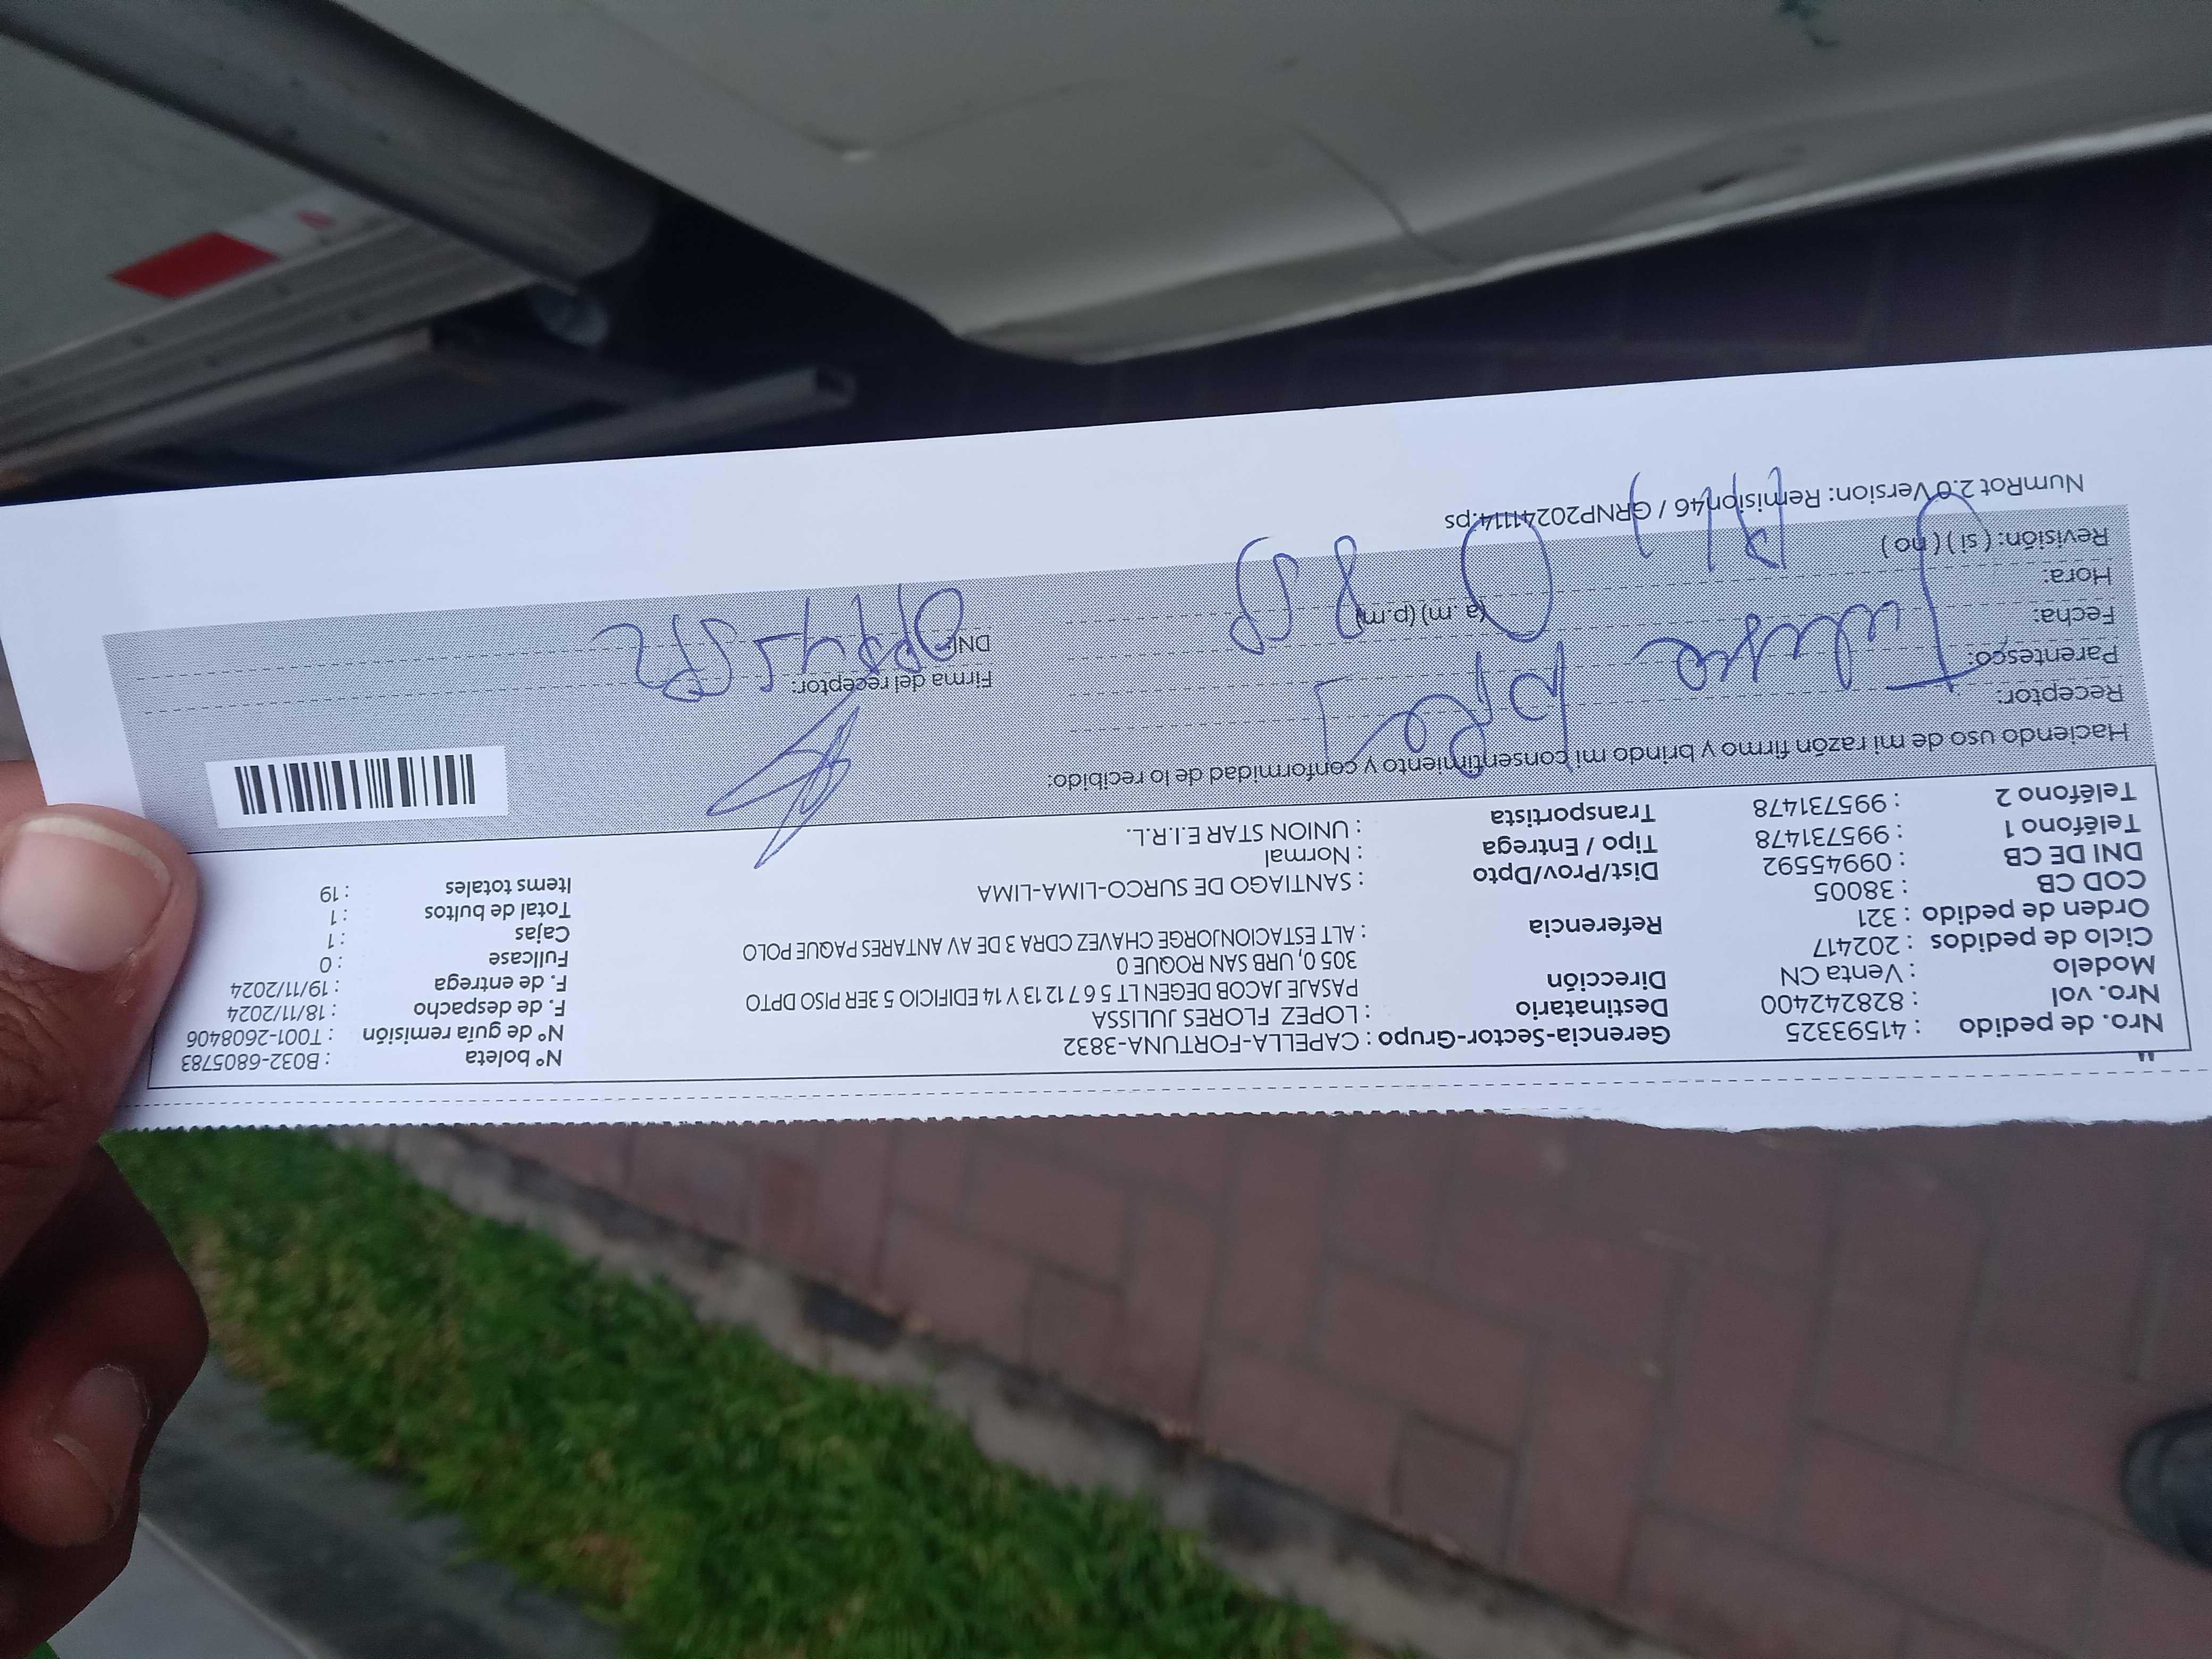 Nro. de pedido : 41593325
Nro. vol : 828242400
Modelo : Venta CN
Ciclo de pedidos : 202417
Orden de pedido : 321
COD CB : 38005
DNI DE CB : 09945592
Teléfono 1 : 995731478
Teléfono 2 : 995731478
Gerencia-Sector-Grupo : CAPELLA-FORTUNA-3832
Destinatario : LOPEZ FLORES JULISSA
Dirección PASAJE JACOB DEGEN LT 5 6 7 12 13 Y 14 EDIFICIO 5 3ER PISO DPTO
305 0, URB SAN ROQUE 0
Referencia : ALT ESTACIONJORGE CHAVEZ CDRA 3 DE AV ANTARES PAQUE POLO
Dist/Prov/Dpto : SANTIAGO DE SURCO-LIMA-LIMA
Tipo / Entrega : Normal
Transportista : UNION STAR E.I.R.L.
N° boleta : B032-6805783
N° de guía remisión : T001-2608406
F. de despacho : 18/11/2024
F. de entrega : 19/11/2024
Fullcase : 0
Cajas : 1
Total de bultos : 1
Items totales : 19
Haciendo uso de mi razón firmo y brindo mi consentimiento y conformidad de lo recibido:
Receptor:
Parentesco:
Fecha:
Hora: (a. m) (p.m)
Revisión: ( si ) ( no )
Firma del receptor:
DNI:
NumRot 2.0 Version: Remision46 / GRNP20241114.ps